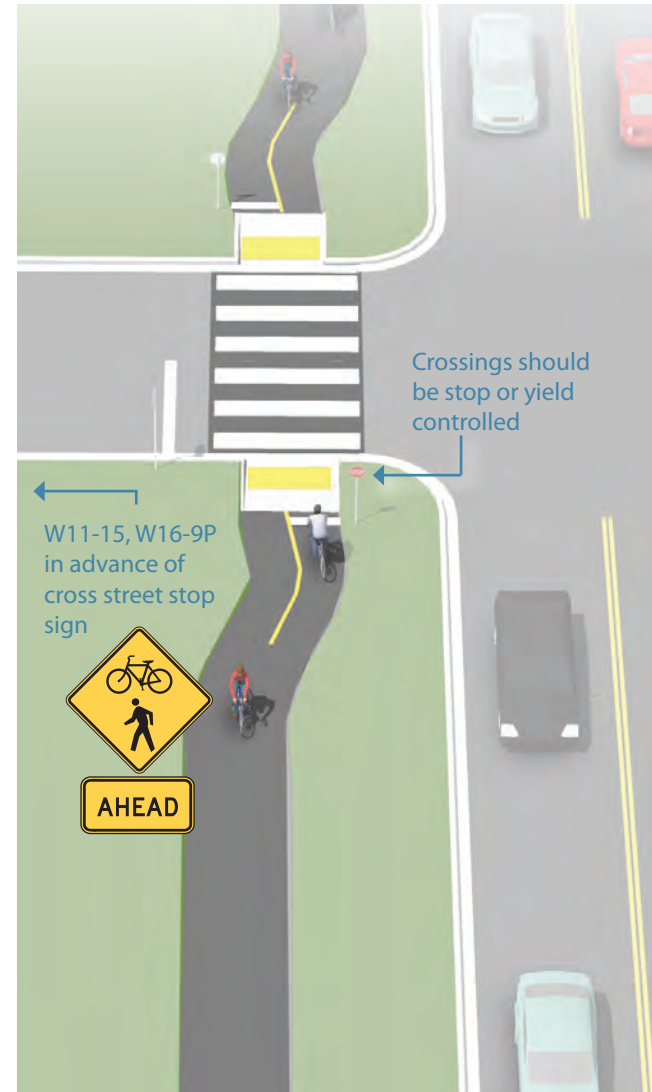 Crossings should
be stop or yield
controlled
W11-15, W16-9P
in advance of
cross street stop
sign
AHEAD